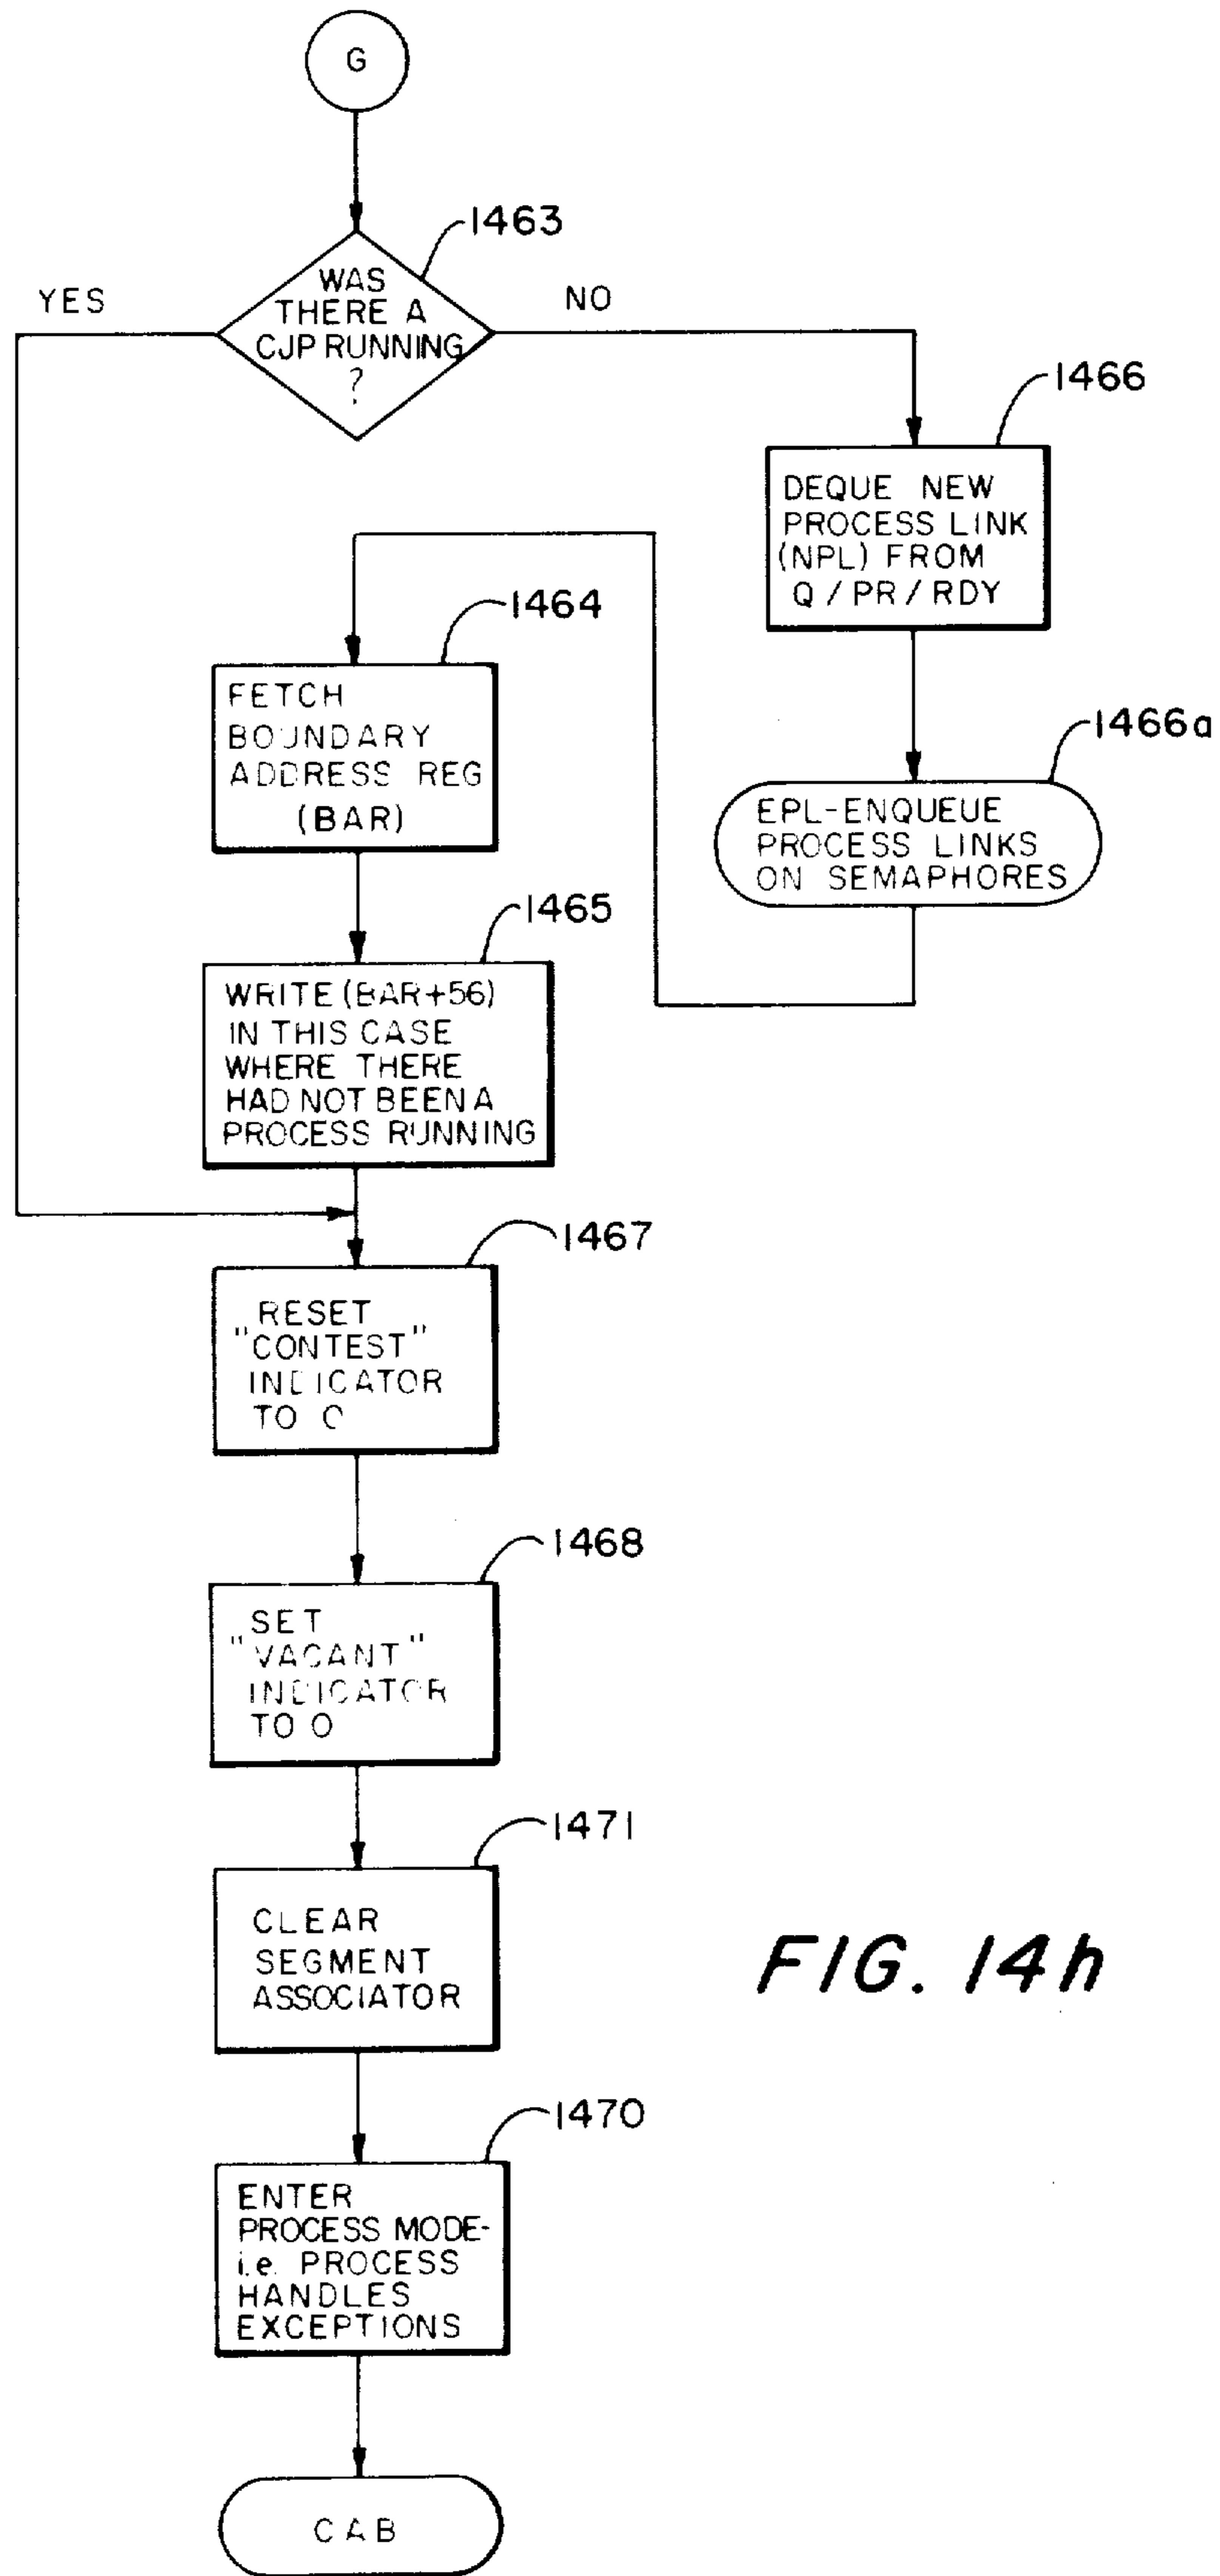 G
1463
WAS
THERE A
CJP RUNNING
?
YES
NO
1466
DEQUE NEW
PROCESS LINK
(NPL) FROM
Q / PR / RDY
1466a
EPL-ENQUEUE
PROCESS LINKS
ON SEMAPHORES
1464
FETCH
BOUNDARY
ADDRESS REG
(BAR)
1465
WRITE (BAR+56)
IN THIS CASE
WHERE THERE
HAD NOT BEEN A
PROCESS RUNNING
1467
RESET
"CONTEST"
INDICATOR
TO 0
1468
SET
"VACANT"
INDICATOR
TO 0
1471
CLEAR
SEGMENT
ASSOCIATOR
1470
ENTER
PROCESS MODE-
i.e. PROCESS
HANDLES
EXCEPTIONS
CAB
FIG. 14h